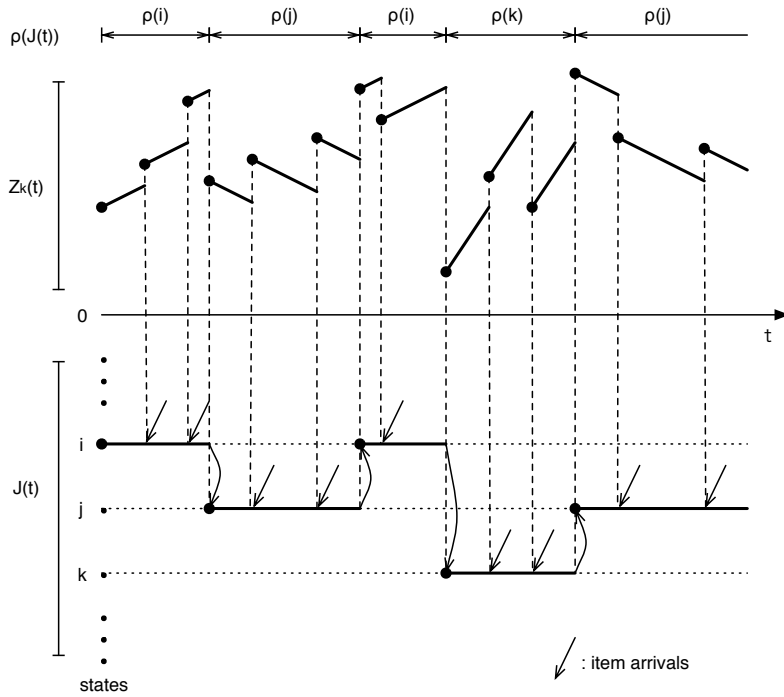 ρ(i) ρ(j) ρ(i) ρ(k) ρ(j)
ρ(J(t))
Zk(t)
0
t
i
J(t)
j
k
: item arrivals
states